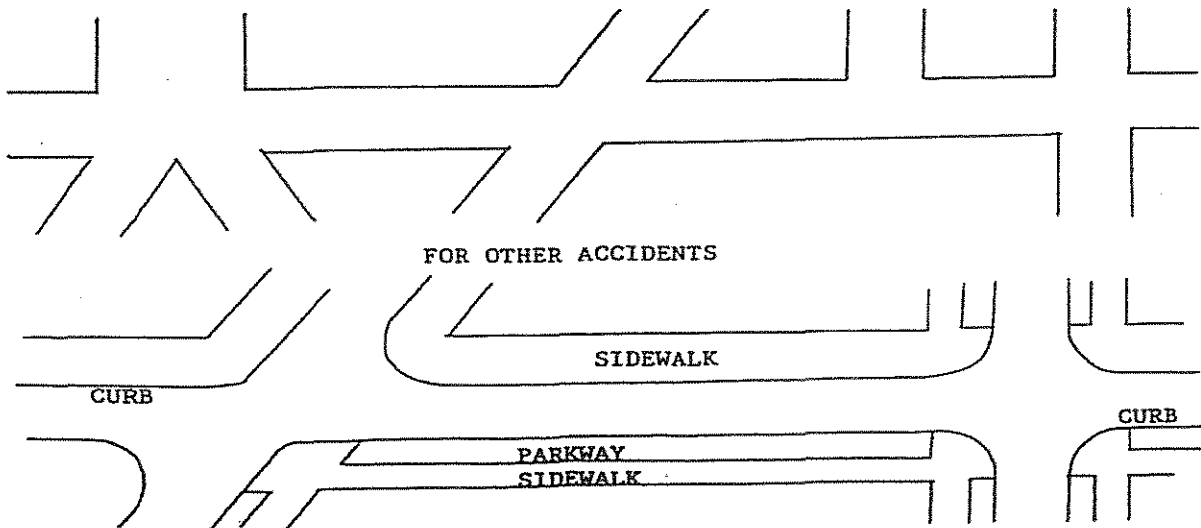 FOR OTHER ACCIDENTS
SIDEWALK
CURB
CURB
PARKWAY
SIDEWALK